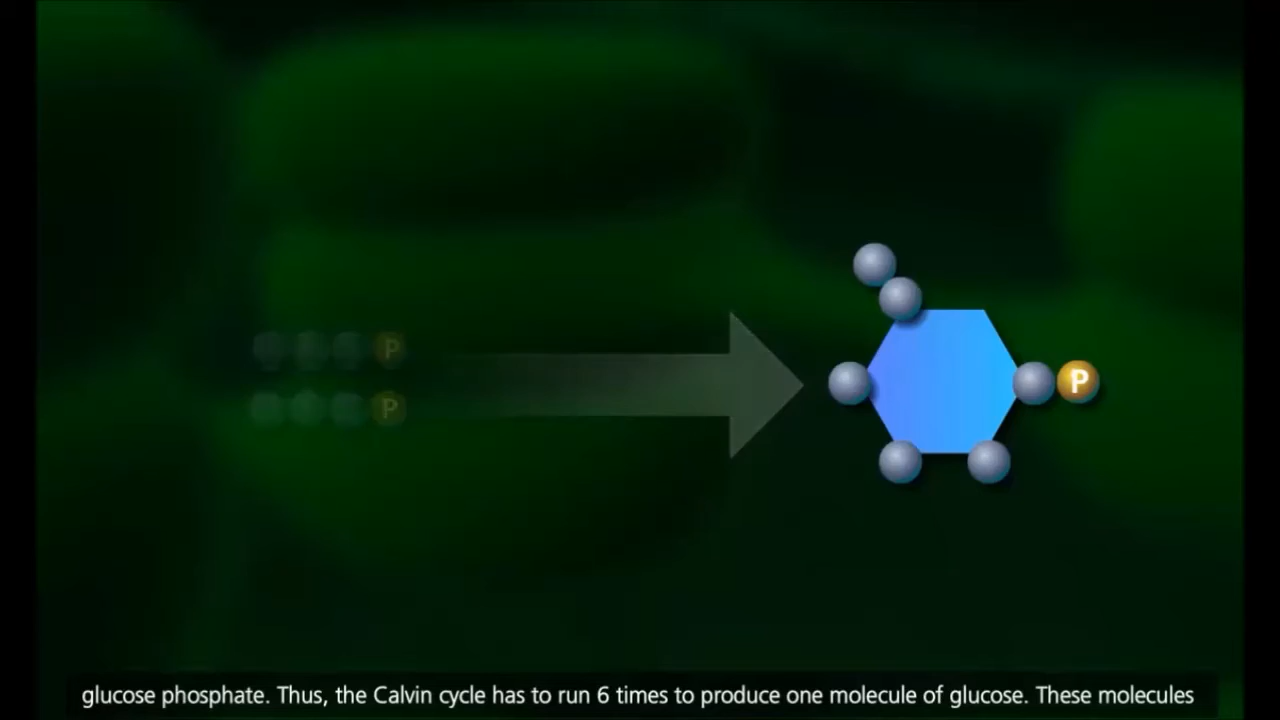 P
P
P
glucose phosphate. Thus, the Calvin cycle has to run 6 times to produce one molecule of glucose. These molecules